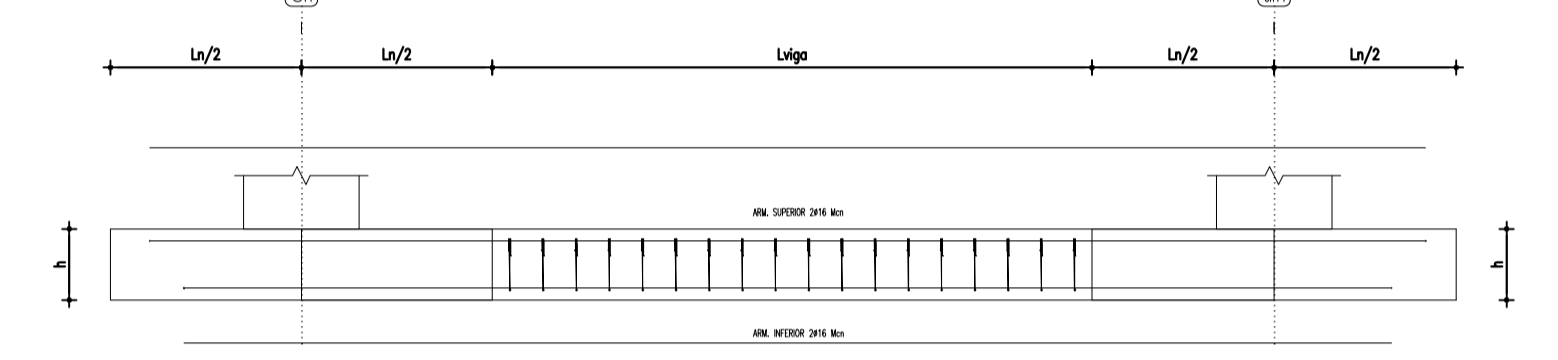 Ln/2 Ln/2 Lviga Ln/2 Ln/2
ARM. SUPERIOR 2ø16 Mcn
h h
ARM. INFERIOR 2ø16 Mcn